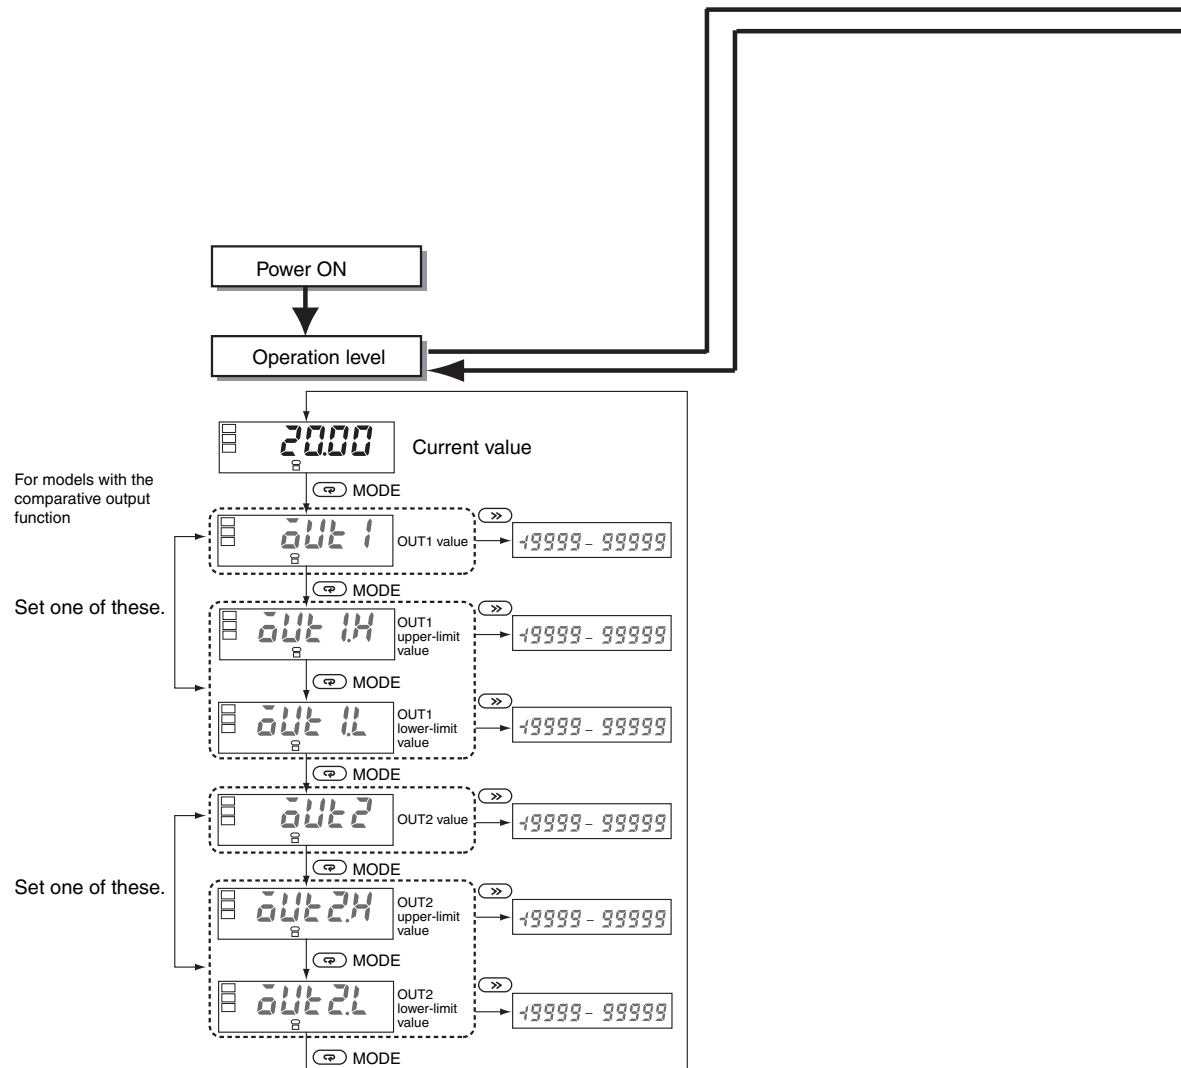 Power ON
Operation level
20.00
Current value
MODE
For models with the
comparative output
function
oUt 1
OUT1 value
-19999 - 99999
MODE
Set one of these.
oUt 1.H
OUT1
upper-limit
value
-19999 - 99999
MODE
oUt 1.L
OUT1
lower-limit
value
-19999 - 99999
MODE
oUt2
OUT2 value
-19999 - 99999
MODE
Set one of these.
oUt2.H
OUT2
upper-limit
value
-19999 - 99999
MODE
oUt2.L
OUT2
lower-limit
value
-19999 - 99999
MODE